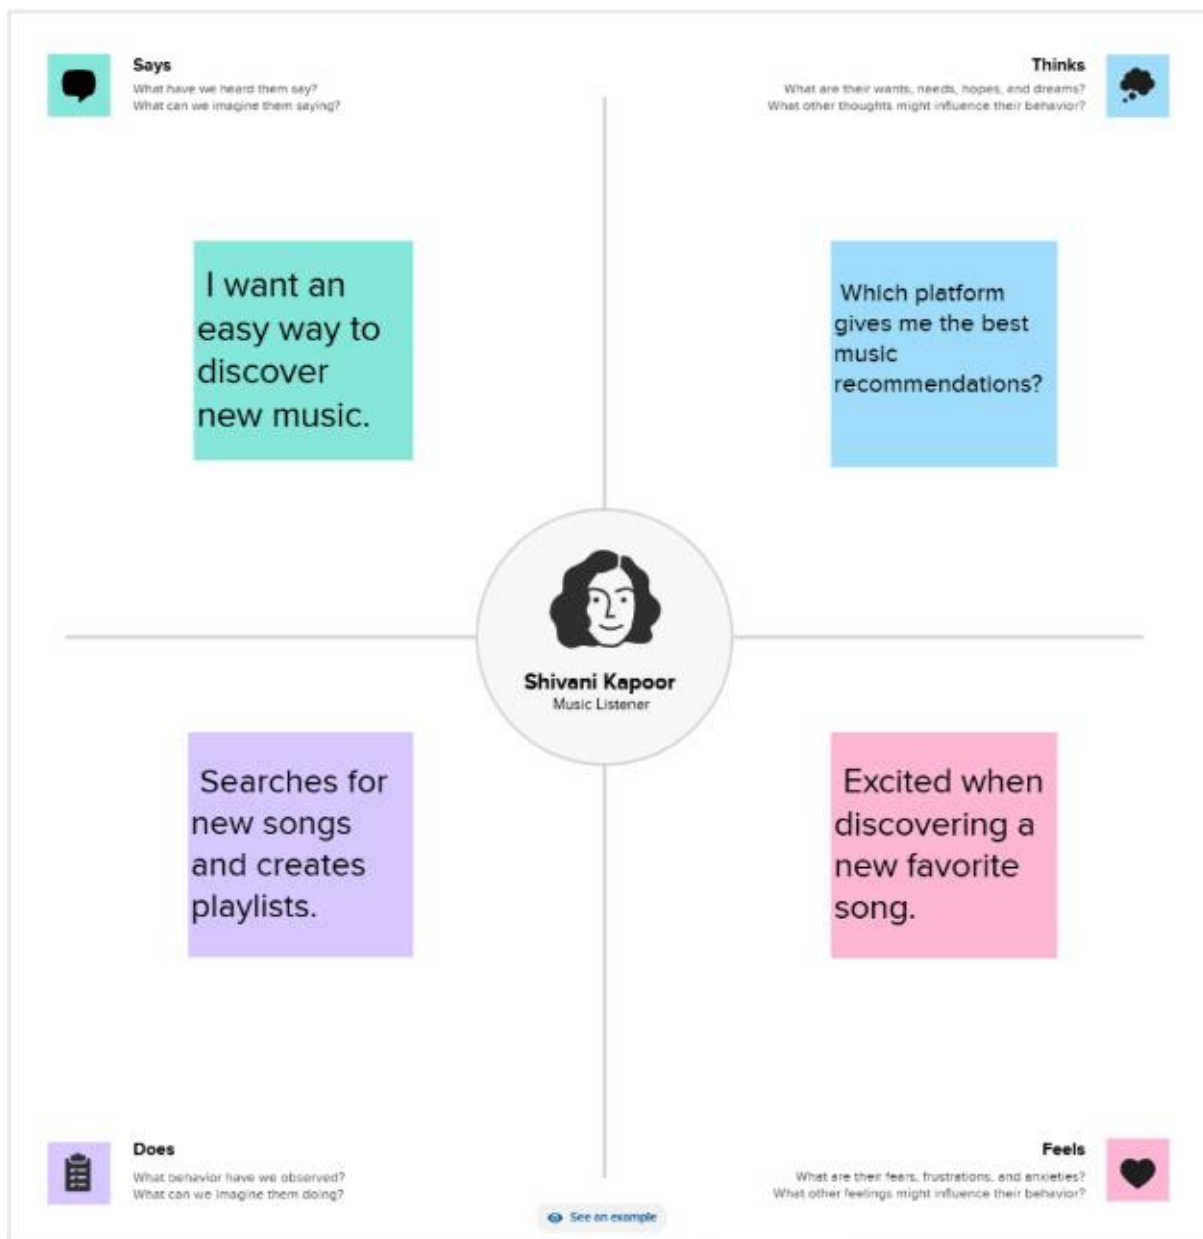 Says
What have we heard them say?
What can we imagine them saying?
Thinks
What are their wants, needs, hopes, and dreams?
What other thoughts might influence their behavior?
I want an
easy way to
discover
new music.
Which platform
gives me the best
music
recommendations?
Shivani Kapoor
Music Listener
Searches for
new songs
and creates
playlists.
Excited when
discovering a
new favorite
song.
Does
What behavior have we observed?
What can we imagine them doing?
Feels
What are their fears, frustrations, and anxieties?
What other feelings might influence their behavior?
See an example